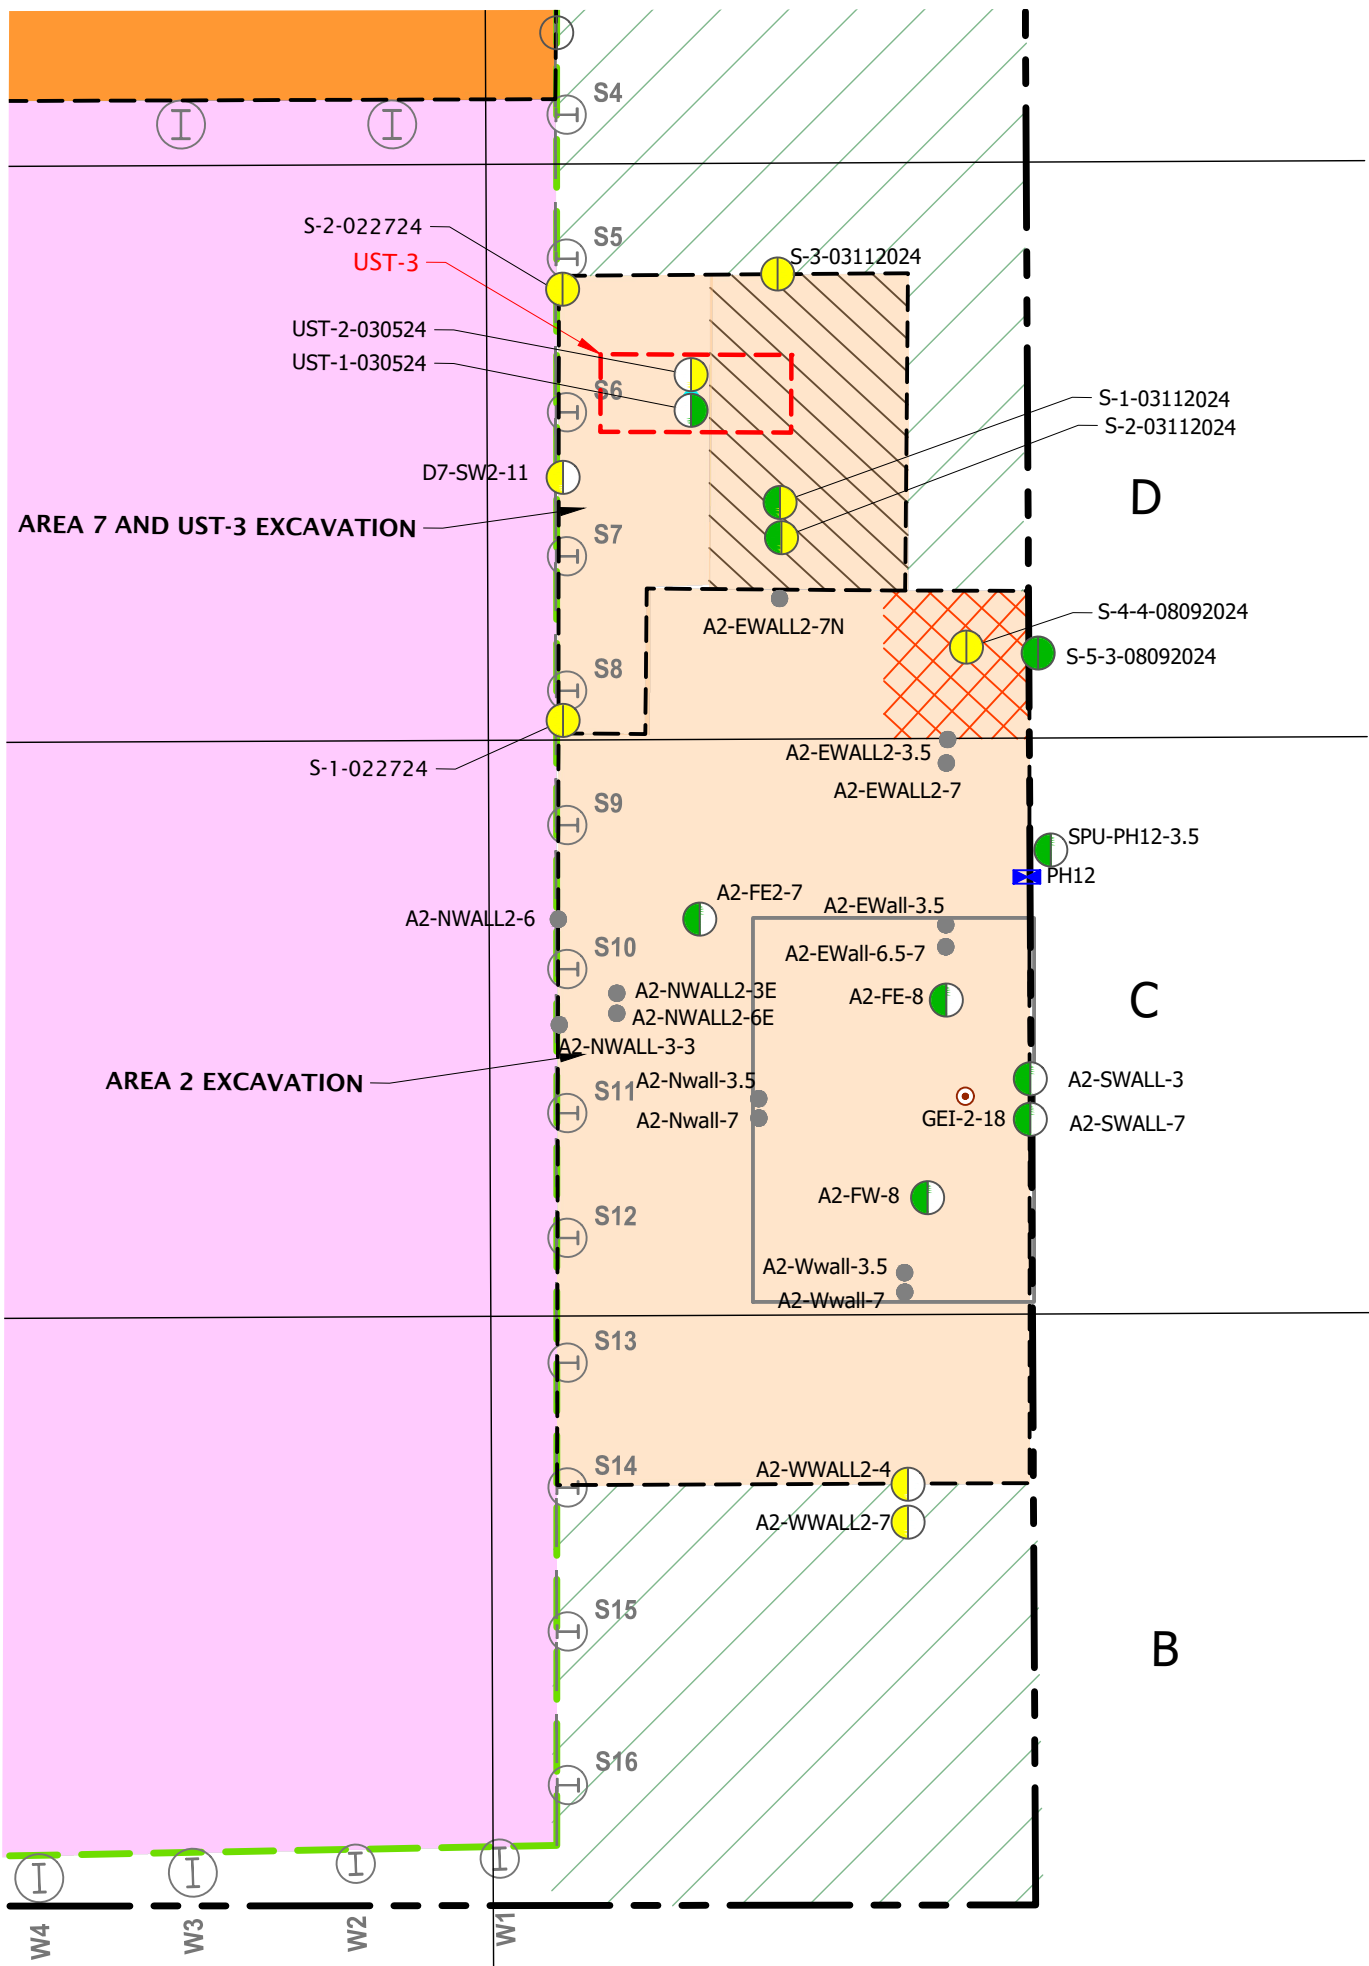 S4
S-2-022724
S5
UST-3
S-3-03112024
UST-2-030524
UST-1-030524
S6
S-1-03112024
S-2-03112024
D7-SW2-11
D
AREA 7 AND UST-3 EXCAVATION
S7
A2-EWALL2-7N
S-4-4-08092024
S-5-3-08092024
S8
A2-EWALL2-3.5
S-1-022724
A2-EWALL2-7
S9
SPU-PH12-3.5
PH12
A2-FE2-7
A2-EWall-3.5
A2-NWALL2-6
S10
A2-EWall-6.5-7
A2-NWALL2-3E
A2-FE-8
C
A2-NWALL2-6E
A2-NWALL-3-3
AREA 2 EXCAVATION
A2-Nwall-3.5
A2-SWALL-3
S11
A2-Nwall-7
GEI-2-18
A2-SWALL-7
A2-FW-8
S12
A2-Wwall-3.5
A2-Wwall-7
S13
S14
A2-WWALL2-4
A2-WWALL2-7
S15
B
S16
W4
W3
W2
W1